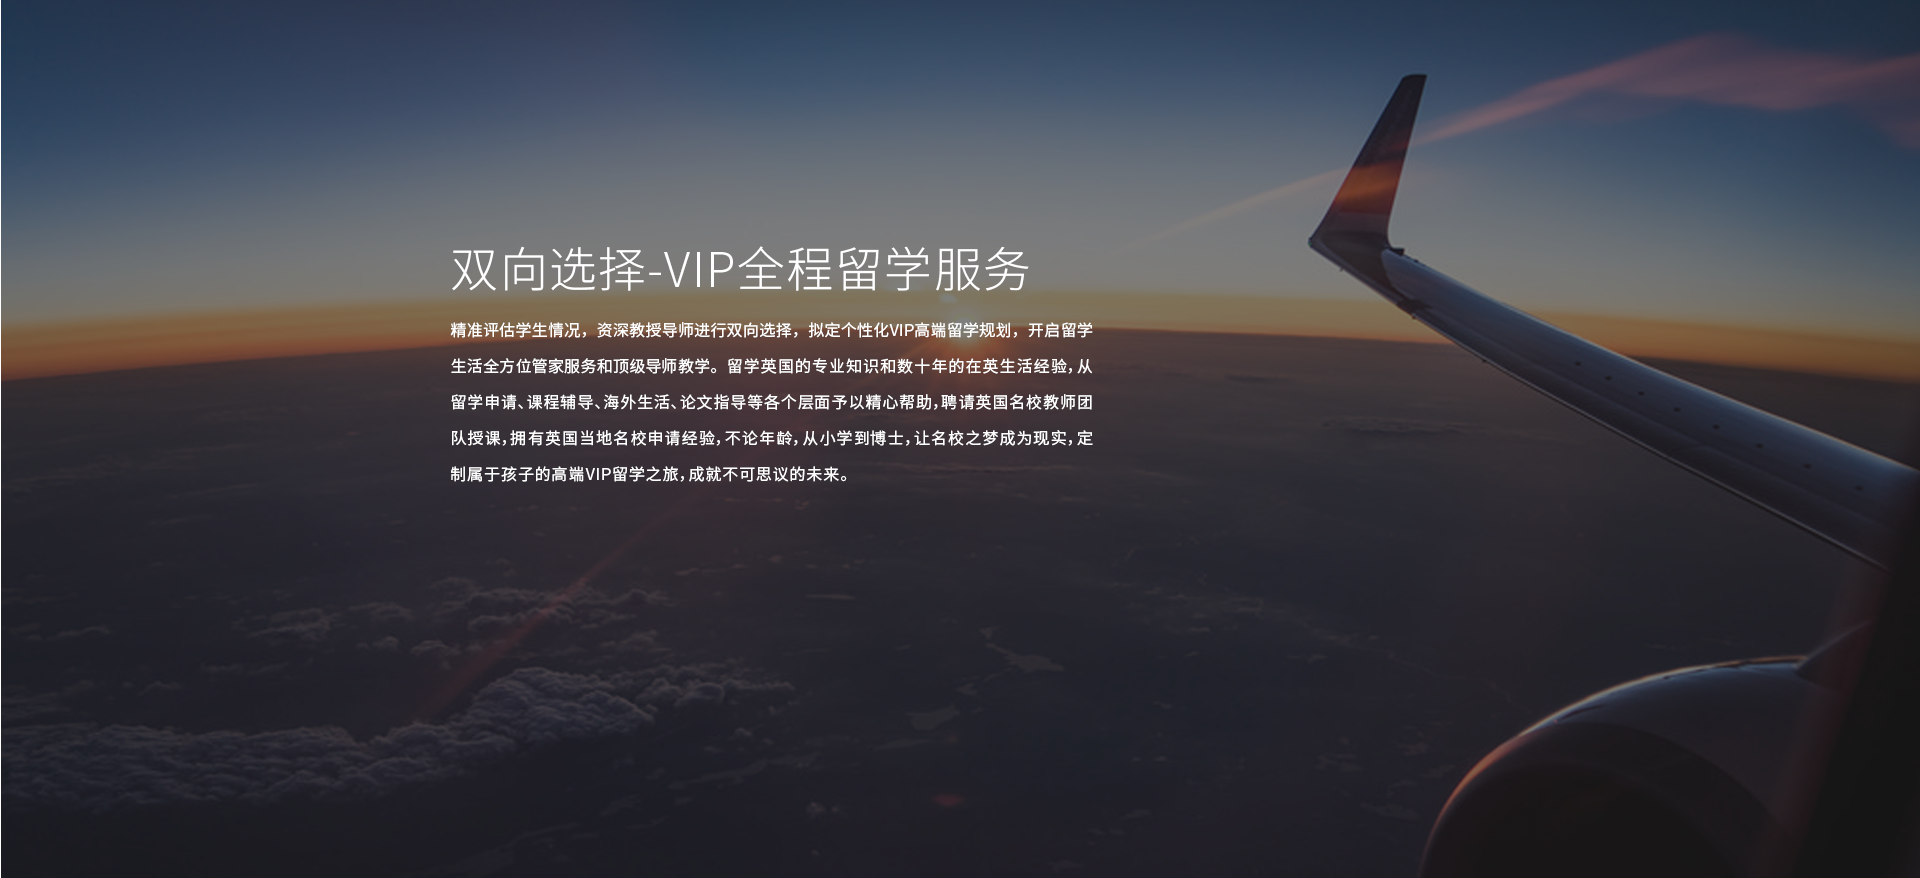 双向选择-VIP全程留学服务
精准评估学生情况，资深教授导师进行双向选择，拟定个性化VIP高端留学规划，开启留学
生活全方位管家服务和顶级导师教学。留学英国的专业知识和数十年的在英生活经验,从
留学申请、课程辅导、海外生活、论文指导等各个层面予以精心帮助,聘请英国名校教师团
队授课,拥有英国当地名校申请经验,不论年龄,从小学到博士,让名校之梦成为现实,定
制属于孩子的高端VIP留学之旅,成就不可思议的未来。